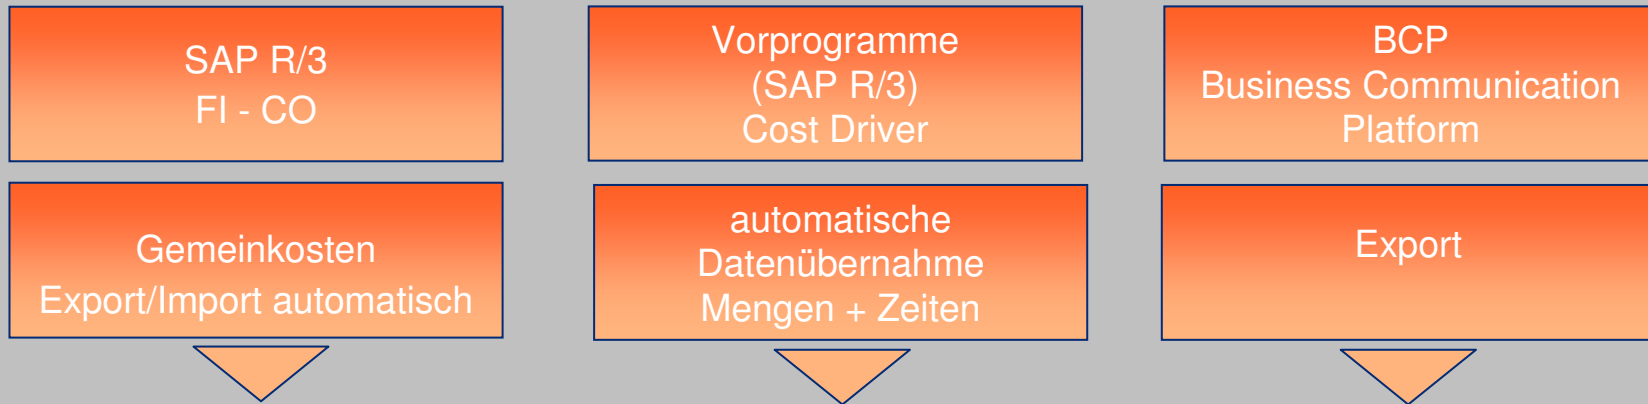 SAP R/3
FI - CO
Vorprogramme
(SAP R/3)
Cost Driver
BCP
Business Communication
Platform
Gemeinkosten
Export/Import automatisch
automatische
Datenübernahme
Mengen + Zeiten
Export